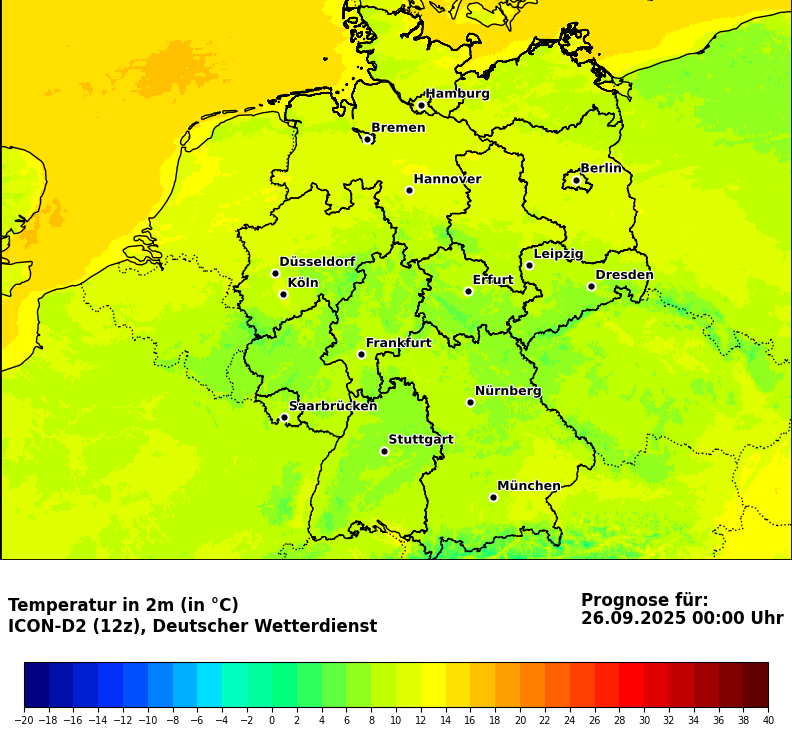 Hamburg
Bremen
Berlin
Hannover
Leipzig
Düsseldorf
Dresden
Köln
Erfurt
Frankfurt
Nürnberg
Saarbrücken
Stuttgart
München
Temperatur in 2m (in °C)
ICON-D2 (12z), Deutscher Wetterdienst
Prognose für:
26.09.2025 00:00 Uhr
−20 −18 −16 −14 −12 −10 −8 −6 −4 −2 0 2 4 6 8 10 12 14 16 18 20 22 24 26 28 30 32 34 36 38 40